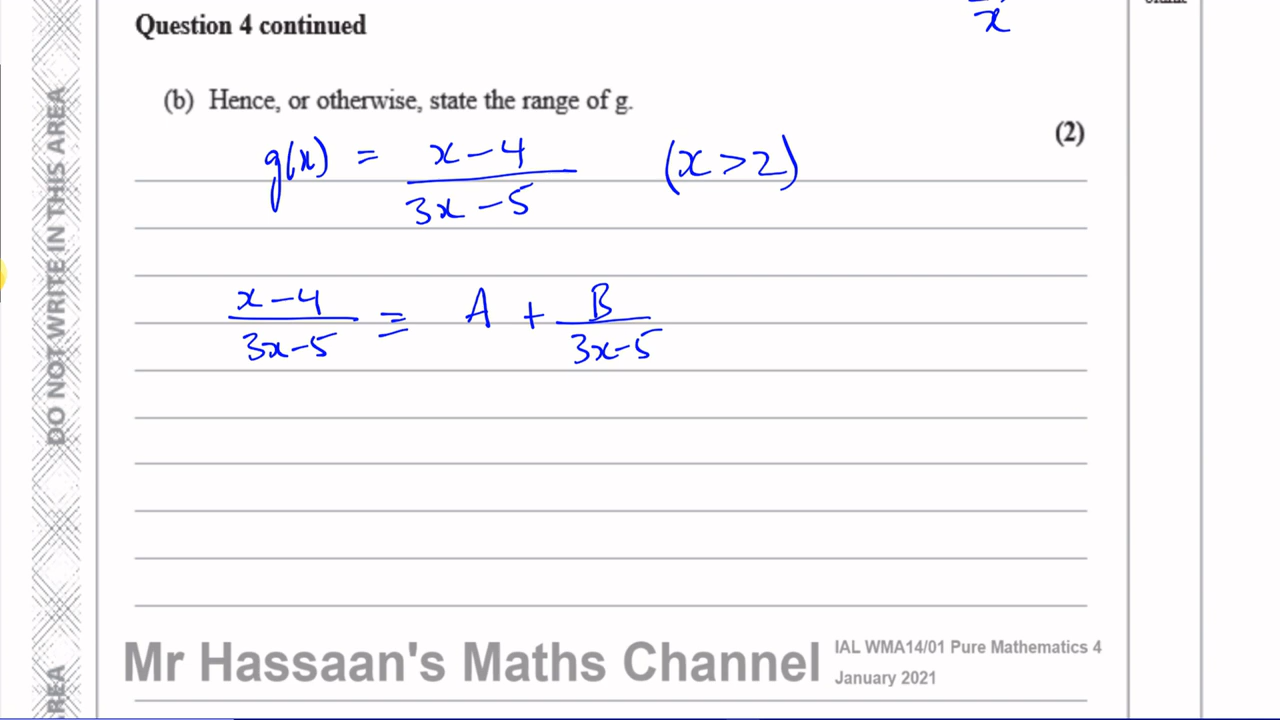 x
Question 4 continued
(b) Hence, or otherwise, state the range of g.
(2)
g(x) = x-4 / 3x-5 (x>2)
x-4 / 3x-5 = A + B / 3x-5
DO NOT WRITE IN THIS AREA
AREA
Mr Hassaan's Maths Channel
IAL WMA14/01 Pure Mathematics 4
January 2021